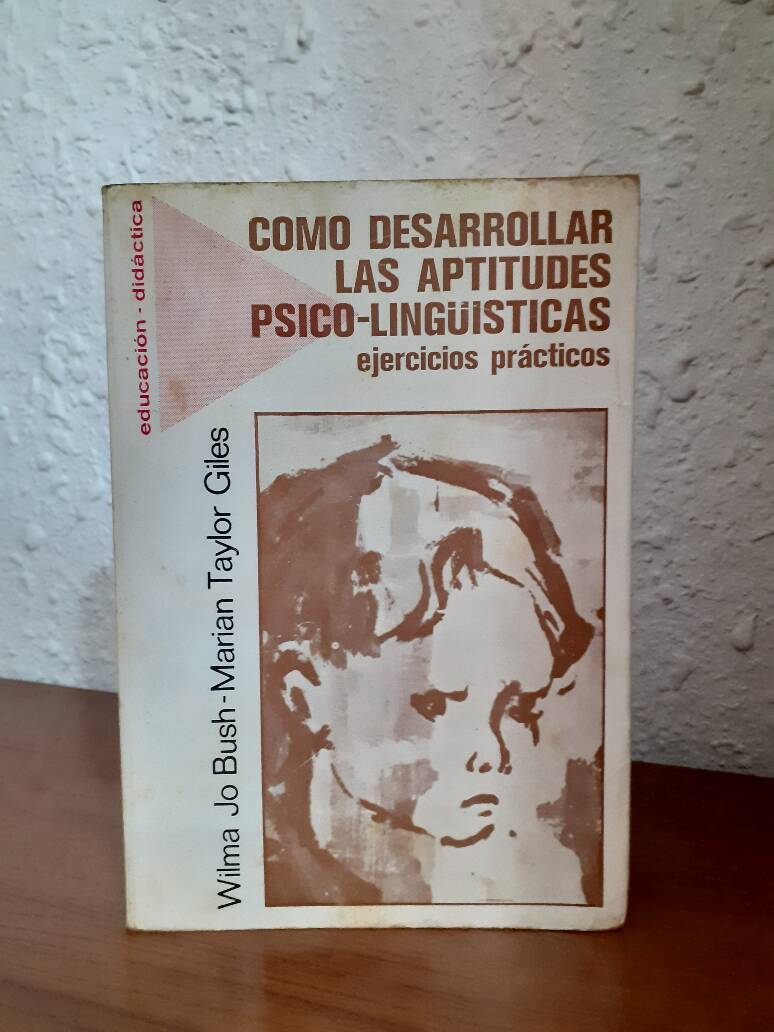 educación - didáctica
COMO DESARROLLAR
LAS APTITUDES
PSICO-LINGÜISTICAS
ejercicios prácticos
Wilma Jo Bush-Marian Taylor Giles